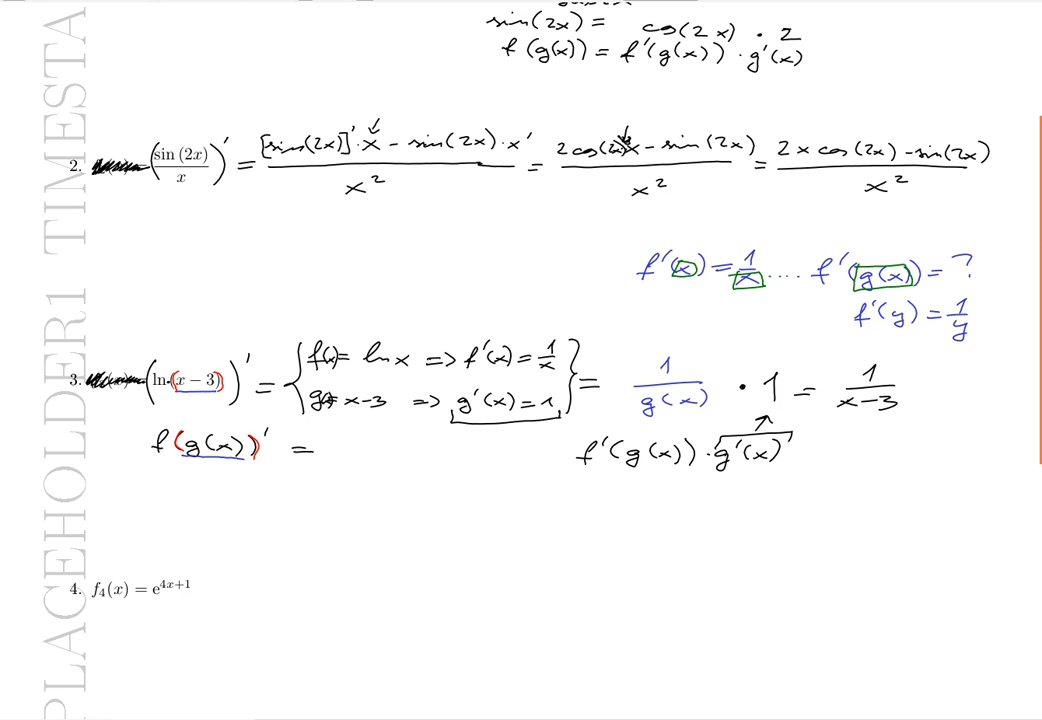 sin(2x) = cos(2x) · 2
f(g(x)) = f'(g(x)) · g'(x)
2. (sin (2x) / x)' = ([sin(2x)]' · x - sin(2x) · x') / x² = (2cos(2x)x - sin(2x)) / x² = (2x cos(2x) - sin(2x)) / x²
f'(x) = 1/x .... f'(g(x)) = ?
f'(y) = 1/y
3. (ln (x − 3))' = { f(x) = ln x => f'(x) = 1/x
g(x) = x-3 => g'(x) = 1 } = 1/g(x) · 1 = 1/(x-3)
f(g(x))' = f'(g(x)) · g'(x)
4. f₄(x) = e^{4x+1}
PLACEHOLDER1 TIMESTA